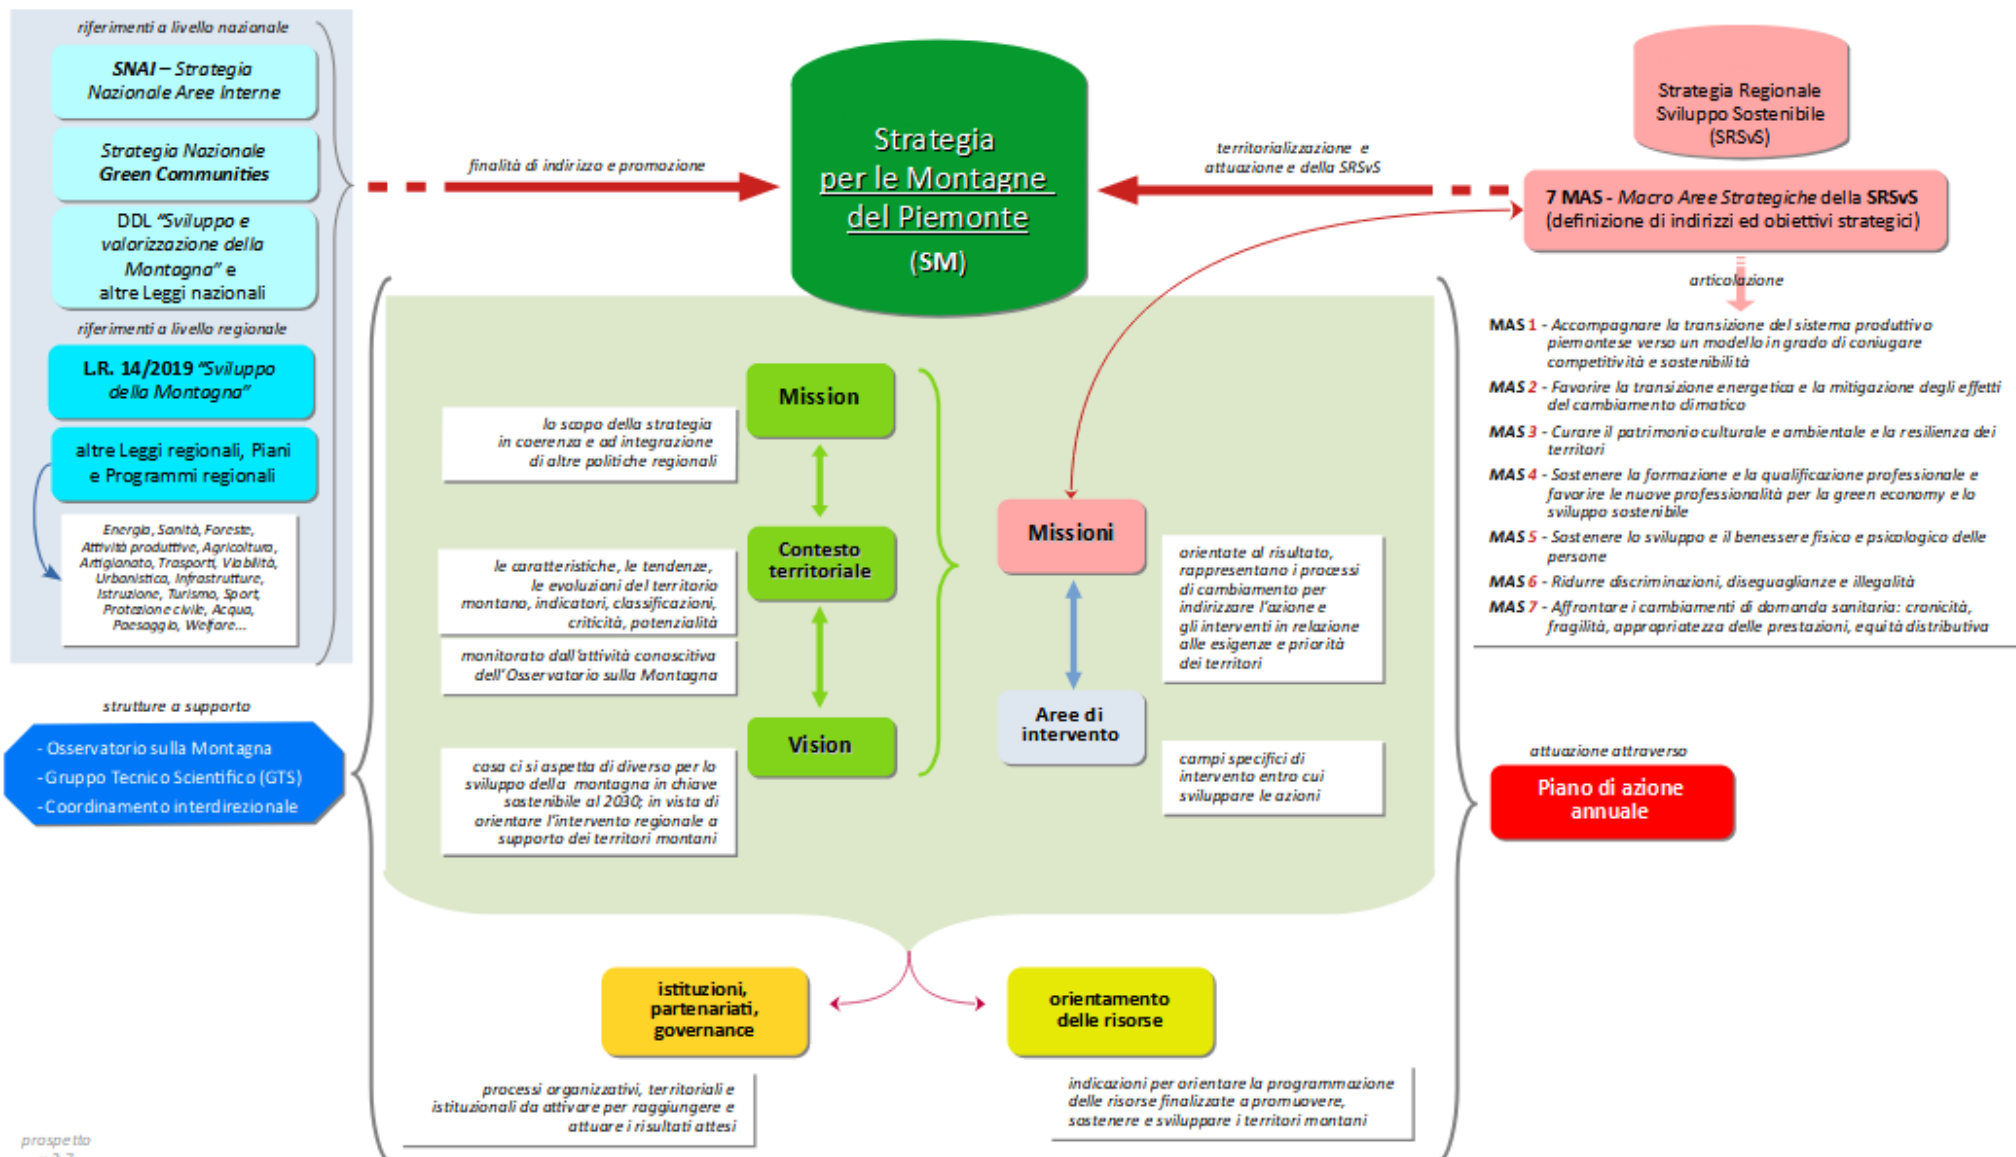 riferimenti a livello nazionale
SNAI – Strategia
Nazionale Aree Interne
Strategia Nazionale
Green Communities
DDL "Sviluppo e
valorizzazione della
Montagna" e
altre Leggi nazionali
riferimenti a livello regionale
L.R. 14/2019 "Sviluppo
della Montagna"
altre Leggi regionali, Piani
e Programmi regionali
Energia, Sanità, Foreste,
Attività produttive, Agricoltura,
Artigianato, Trasporti, Viabilità,
Urbanistica, Infrastrutture,
Istruzione, Turismo, Sport,
Protezione civile, Acqua,
Paesaggio, Welfare...
strutture a supporto
- Osservatorio sulla Montagna
- Gruppo Tecnico Scientifico (GTS)
- Coordinamento interdirezionale
finalità di indirizzo e promozione
Strategia
per le Montagne
del Piemonte
(SM)
territorializzazione e
attuazione e della SRSvS
Strategia Regionale
Sviluppo Sostenibile
(SRSvS)
7 MAS - Macro Aree Strategiche della SRSvS
(definizione di indirizzi ed obiettivi strategici)
articolazione
MAS 1 - Accompagnare la transizione del sistema produttivo
piemontese verso un modello in grado di coniugare
competitività e sostenibilità
MAS 2 - Favorire la transizione energetica e la mitigazione degli effetti
del cambiamento climatico
MAS 3 - Curare il patrimonio culturale e ambientale e la resilienza dei
territori
MAS 4 - Sostenere la formazione e la qualificazione professionale e
favorire le nuove professionalità per la green economy e lo
sviluppo sostenibile
MAS 5 - Sostenere lo sviluppo e il benessere fisico e psicologico delle
persone
MAS 6 - Ridurre discriminazioni, diseguaglianze e illegalità
MAS 7 - Affrontare i cambiamenti di domanda sanitaria: cronicità,
fragilità, appropriatezza delle prestazioni, equità distributiva
Mission
lo scopo della strategia
in coerenza e ad integrazione
di altre politiche regionali
Contesto
territoriale
le caratteristiche, le tendenze,
le evoluzioni del territorio
montano, indicatori, classificazioni,
criticità, potenzialità
monitorato dall'attività conoscitiva
dell'Osservatorio sulla Montagna
Vision
cosa ci si aspetta di diverso per lo
sviluppo della montagna in chiave
sostenibile al 2030; in vista di
orientare l'intervento regionale a
supporto dei territori montani
Missioni
orientate al risultato,
rappresentano i processi
di cambiamento per
indirizzare l'azione e
gli interventi in relazione
alle esigenze e priorità
dei territori
Aree di
intervento
campi specifici di
intervento entro cui
sviluppare le azioni
attuazione attraverso
Piano di azione
annuale
istituzioni,
partenariati,
governance
processi organizzativi, territoriali e
istituzionali da attivare per raggiungere e
attuare i risultati attesi
orientamento
delle risorse
indicazioni per orientare la programmazione
delle risorse finalizzate a promuovere,
sostenere e sviluppare i territori montani
prospetto